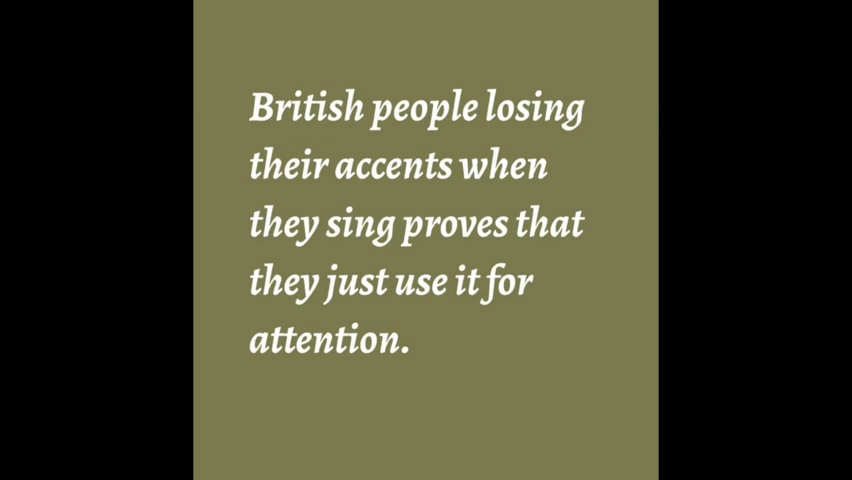 British people losing
their accents when
they sing proves that
they just use it for
attention.